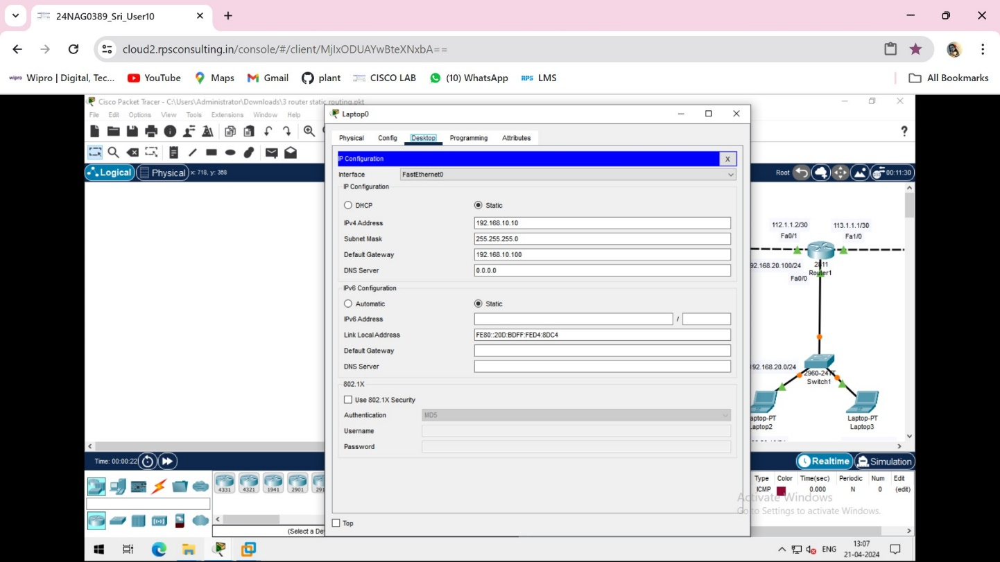 24NAG0389_Sri_User10
cloud2.rpsconsulting.in/console/#/client/MjIxODUAYwBteXNxbA==
wipro Wipro | Digital, Tec... YouTube Maps Gmail plant CISCO LAB (10) WhatsApp RPS LMS All Bookmarks
Cisco Packet Tracer - C:\Users\Administrator\Downloads\3 router static routing.pkt
File Edit Options View Tools Extensions Window Help
Laptop0
Physical Config Desktop Programming Attributes
IP Configuration X
Logical Physical x: 718, y: 368
Root 00:11:30
Interface FastEthernet0
IP Configuration
DHCP Static
IPv4 Address 192.168.10.10
Subnet Mask 255.255.255.0
Default Gateway 192.168.10.100
DNS Server 0.0.0.0
IPv6 Configuration
Automatic Static
IPv6 Address /
Link Local Address FE80::20D:BDFF:FED4:8DC4
Default Gateway
DNS Server
802.1X
Use 802.1X Security
Authentication MD5
Username
Password
Top
112.1.1.2/30 113.1.1.1/30
Fa0/1 Fa1/0
92.168.20.100/24 2811
Router1
Fa0/0
192.168.20.0/24
2960-24TT
Switch1
aptop-PT Laptop-PT
aptop2 Laptop3
Time: 00:00:22
Realtime Simulation
4331 4321 1941 2901 291
(Select a De
Type Color Time(sec) Periodic Num Edit
ICMP 0.000 N 0 (edit)
Activate Windows
Go to Settings to activate Windows.
ENG
13:07
21-04-2024